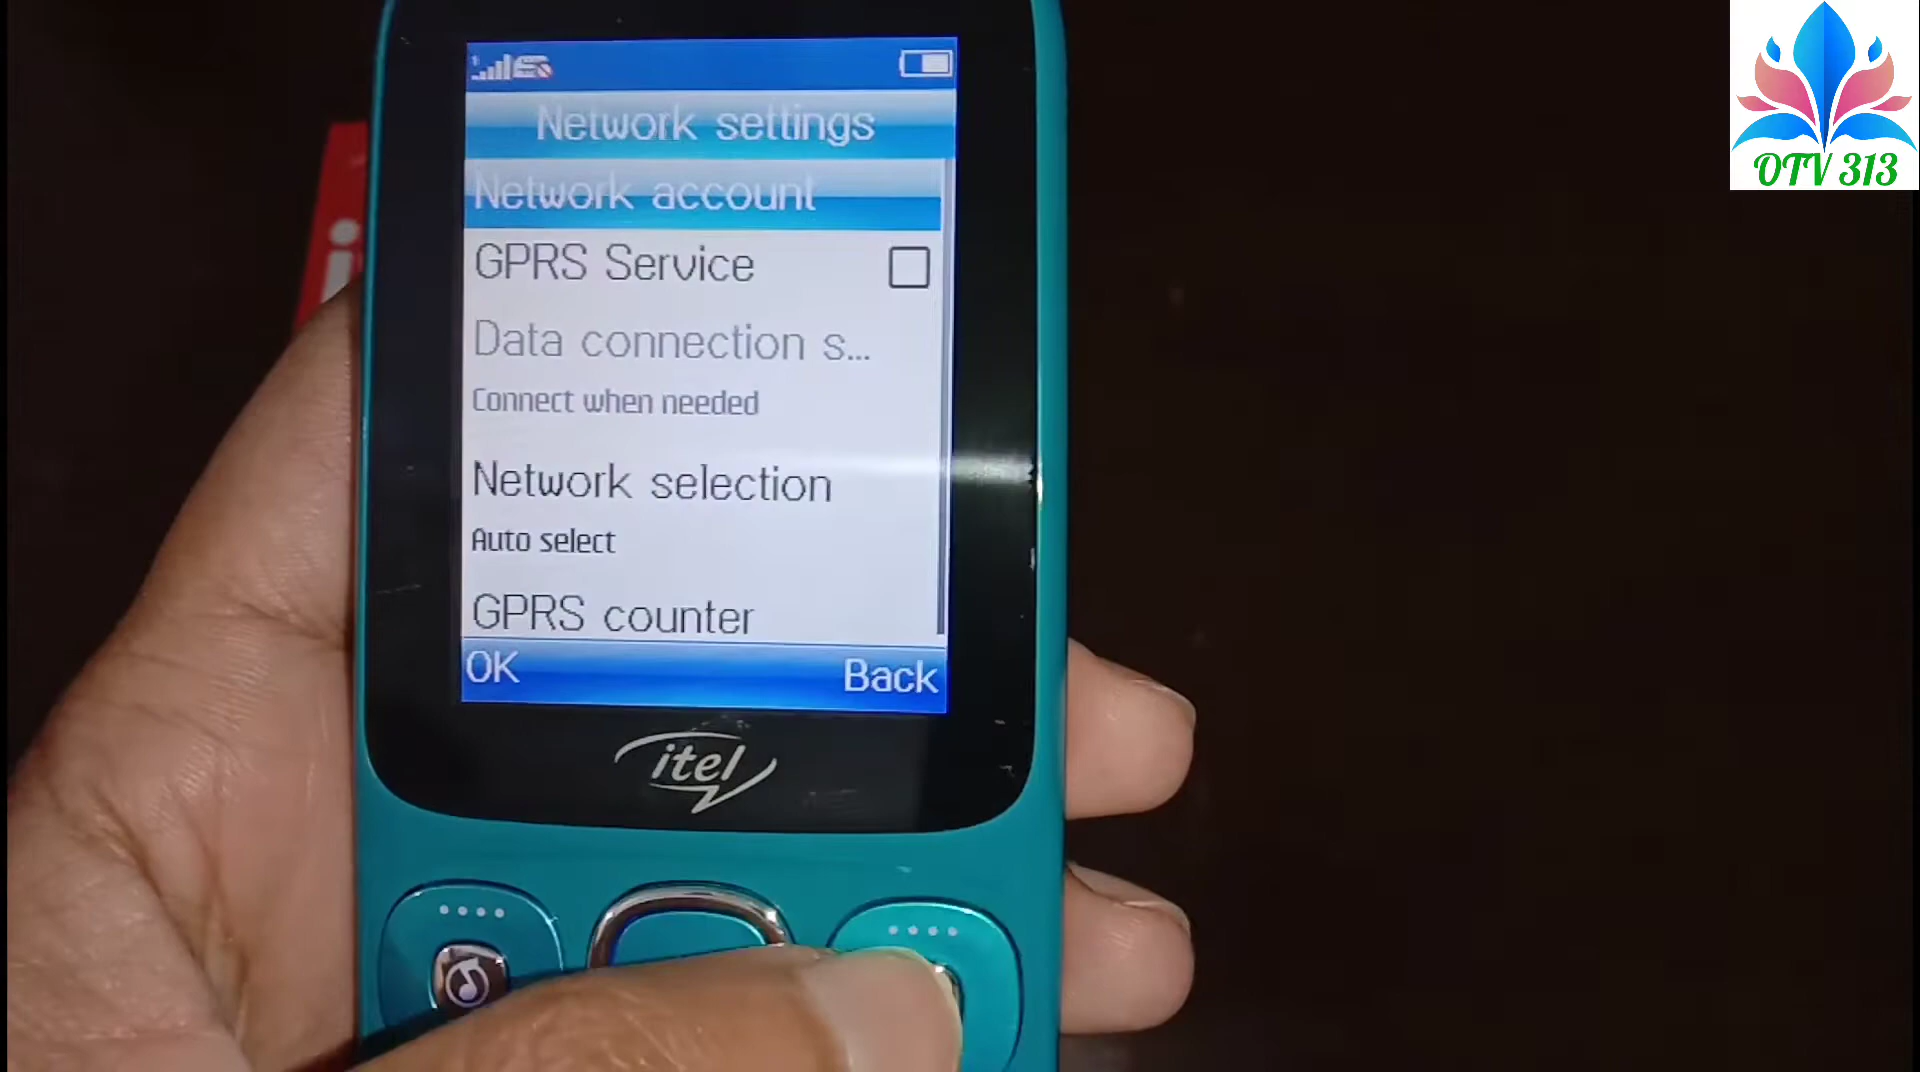 OTV 313
1
Network settings
Network account
GPRS Service
Data connection s...
Connect when needed
Network selection
Auto select
GPRS counter
OK
Back
itel
i